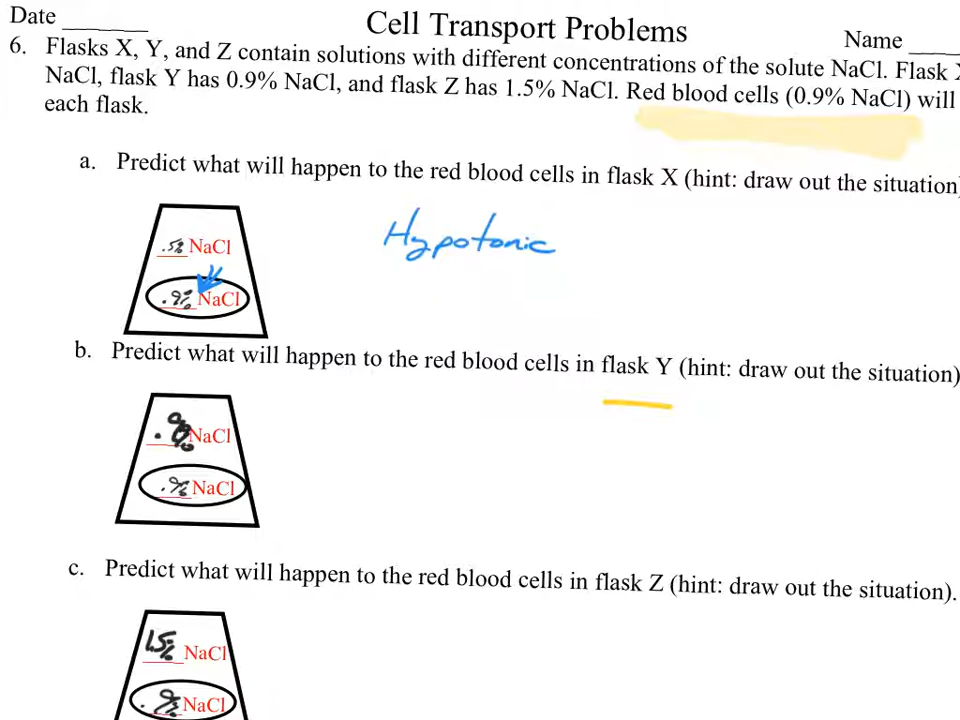 Date
Cell Transport Problems
Name
6. Flasks X, Y, and Z contain solutions with different concentrations of the solute NaCl. Flask X
NaCl, flask Y has 0.9% NaCl, and flask Z has 1.5% NaCl. Red blood cells (0.9% NaCl) will
each flask.
a. Predict what will happen to the red blood cells in flask X (hint: draw out the situation)
.5% NaCl
Hypotonic
.9% NaCl
b. Predict what will happen to the red blood cells in flask Y (hint: draw out the situation)
.9% NaCl
.9% NaCl
c. Predict what will happen to the red blood cells in flask Z (hint: draw out the situation).
1.5% NaCl
.9% NaCl